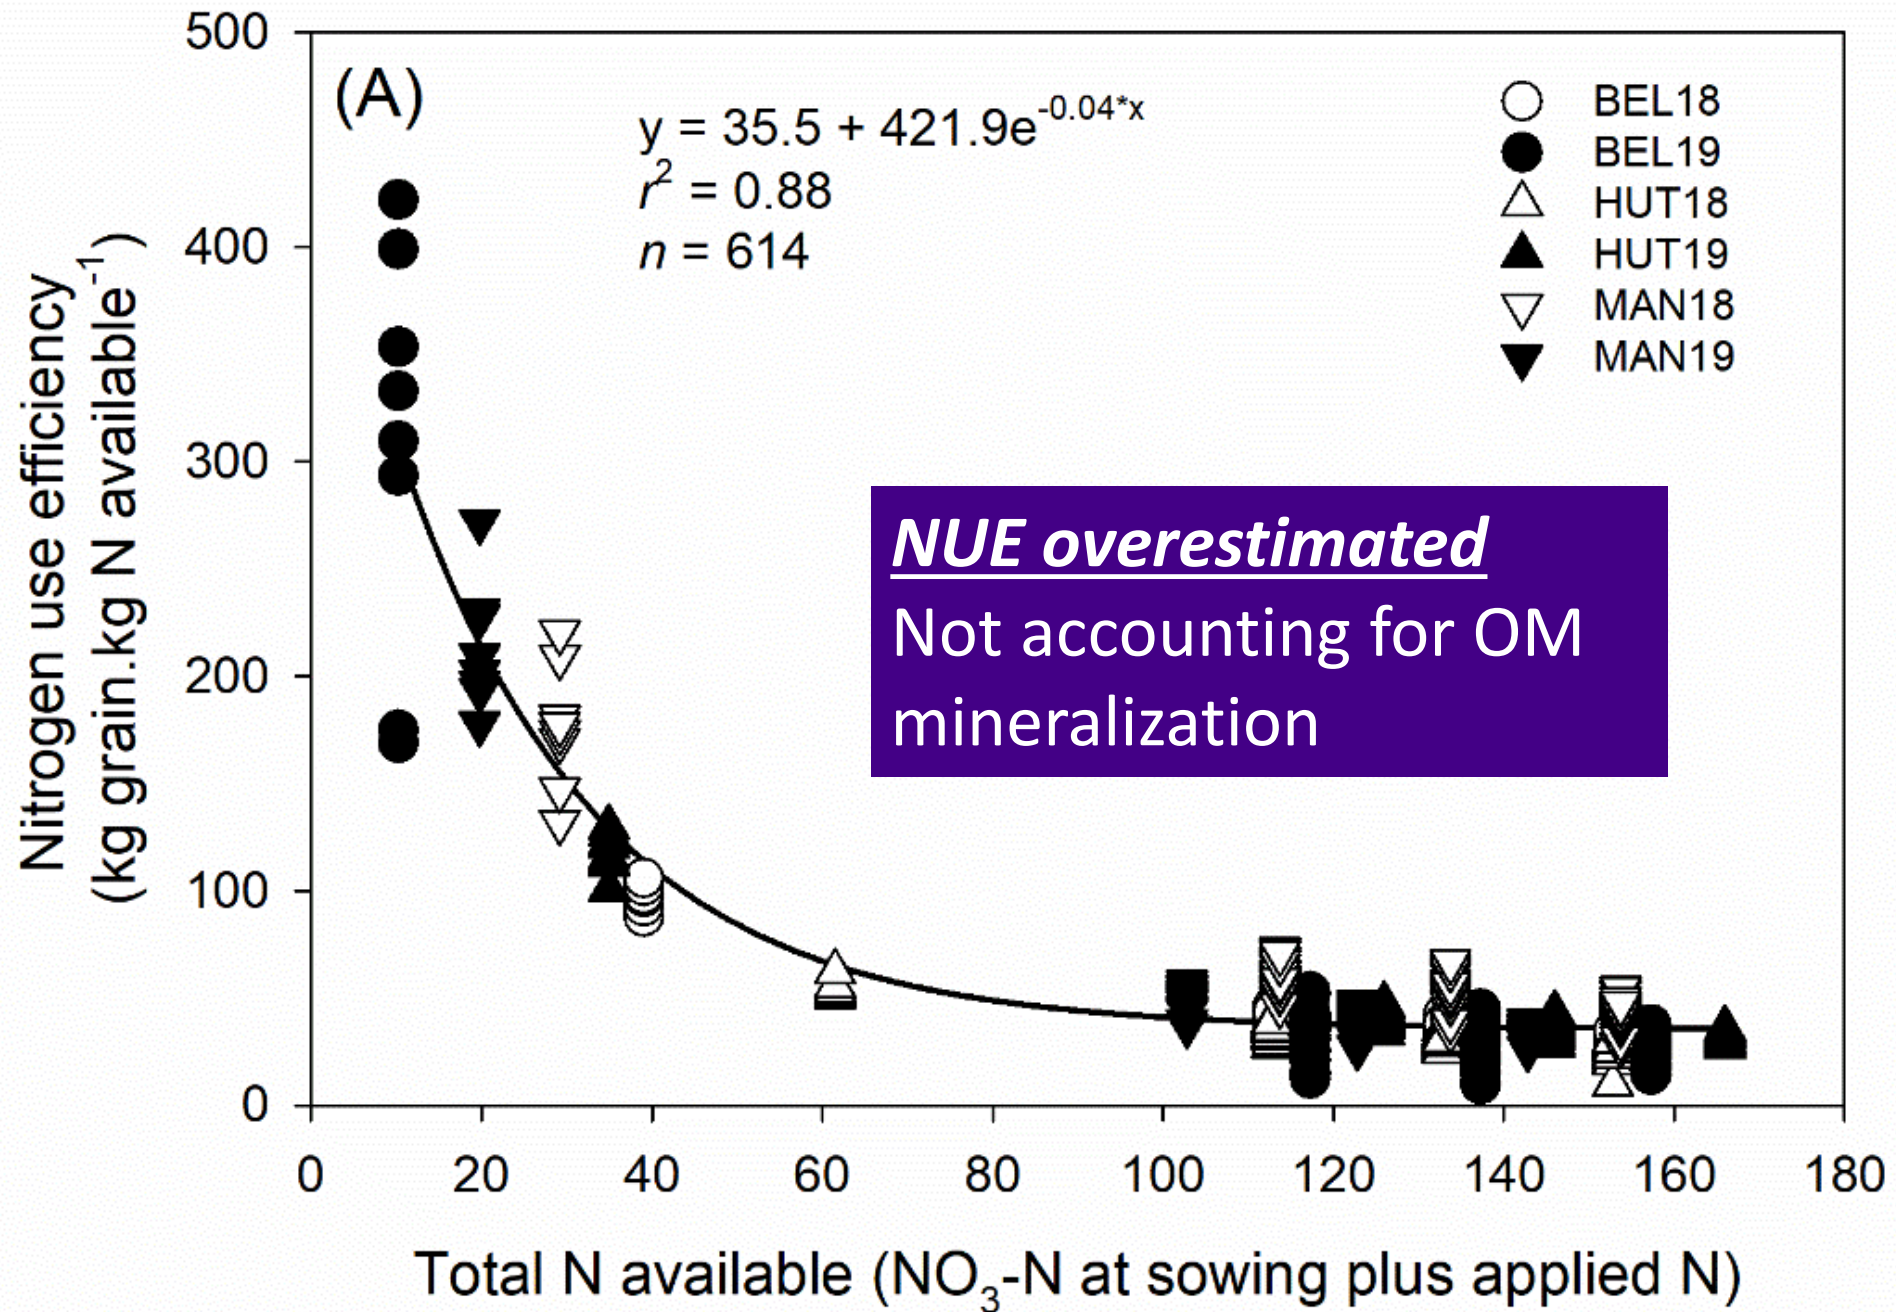 (A)
y = 35.5 + 421.9e^-0.04*x
r^2 = 0.88
n = 614
BEL18
BEL19
HUT18
HUT19
MAN18
MAN19
NUE overestimated
Not accounting for OM
mineralization
Nitrogen use efficiency
(kg grain.kg N available^-1)
500
400
300
200
100
0
0 20 40 60 80 100 120 140 160 180
Total N available (NO₃-N at sowing plus applied N)